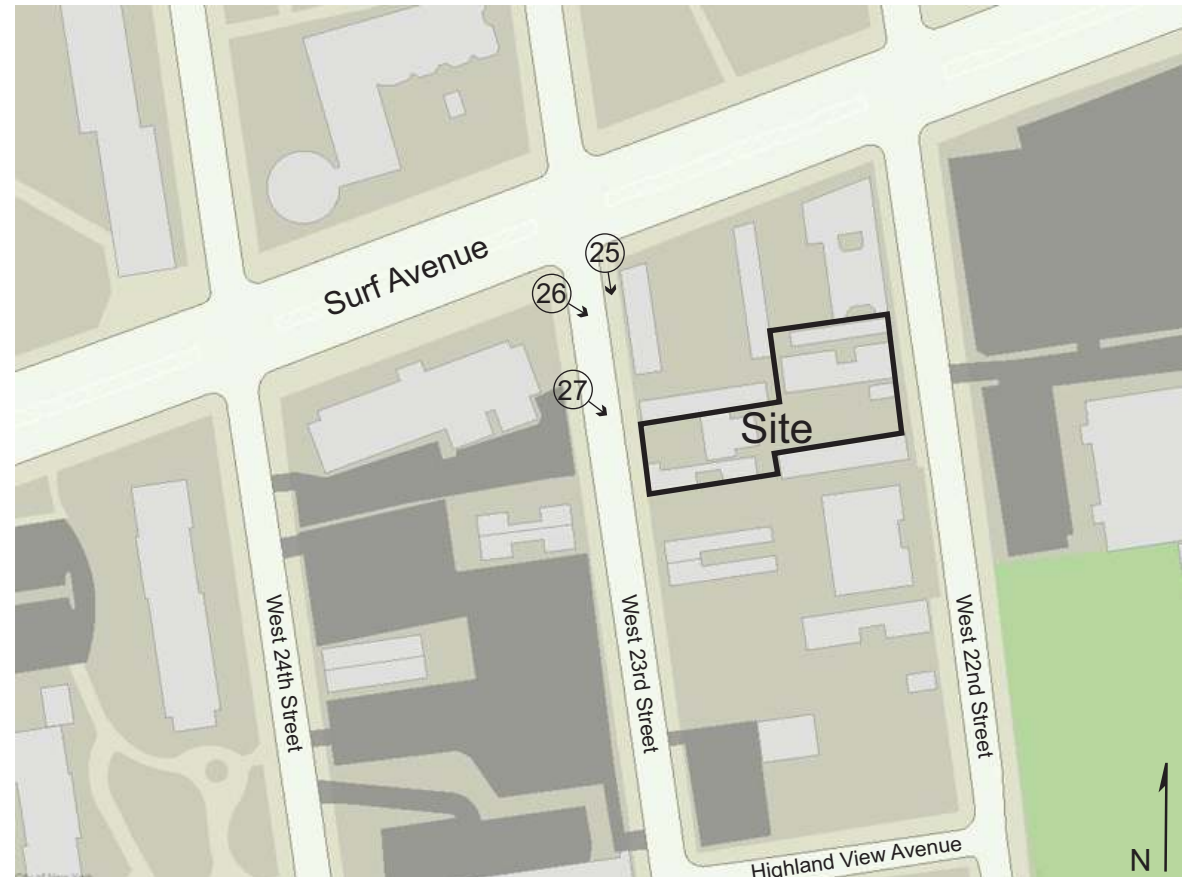 Surf Avenue
25
26
27
Site
West 24th Street
West 23rd Street
West 22nd Street
Highland View Avenue
N